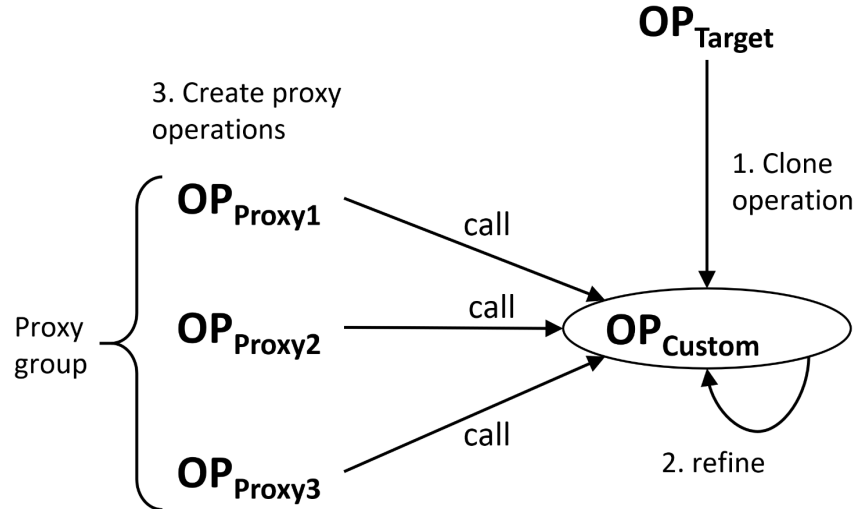 OPTarget
3. Create proxy
operations
1. Clone
operation
OPProxy1
call
Proxy
group
OPProxy2
call
OPCustom
OPProxy3
call
2. refine